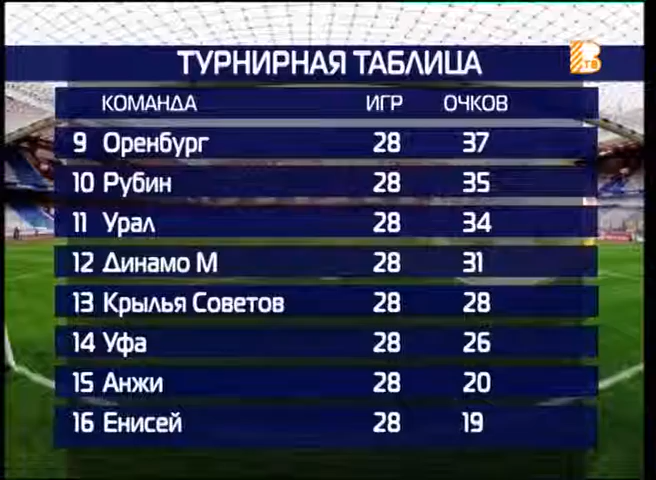 ТУРНИРНАЯ ТАБЛИЦА
ТВ
КОМАНДА ИГР ОЧКОВ
9 Оренбург 28 37
10 Рубин 28 35
11 Урал 28 34
12 Динамо М 28 31
13 Крылья Советов 28 28
14 Уфа 28 26
15 Анжи 28 20
16 Енисей 28 19